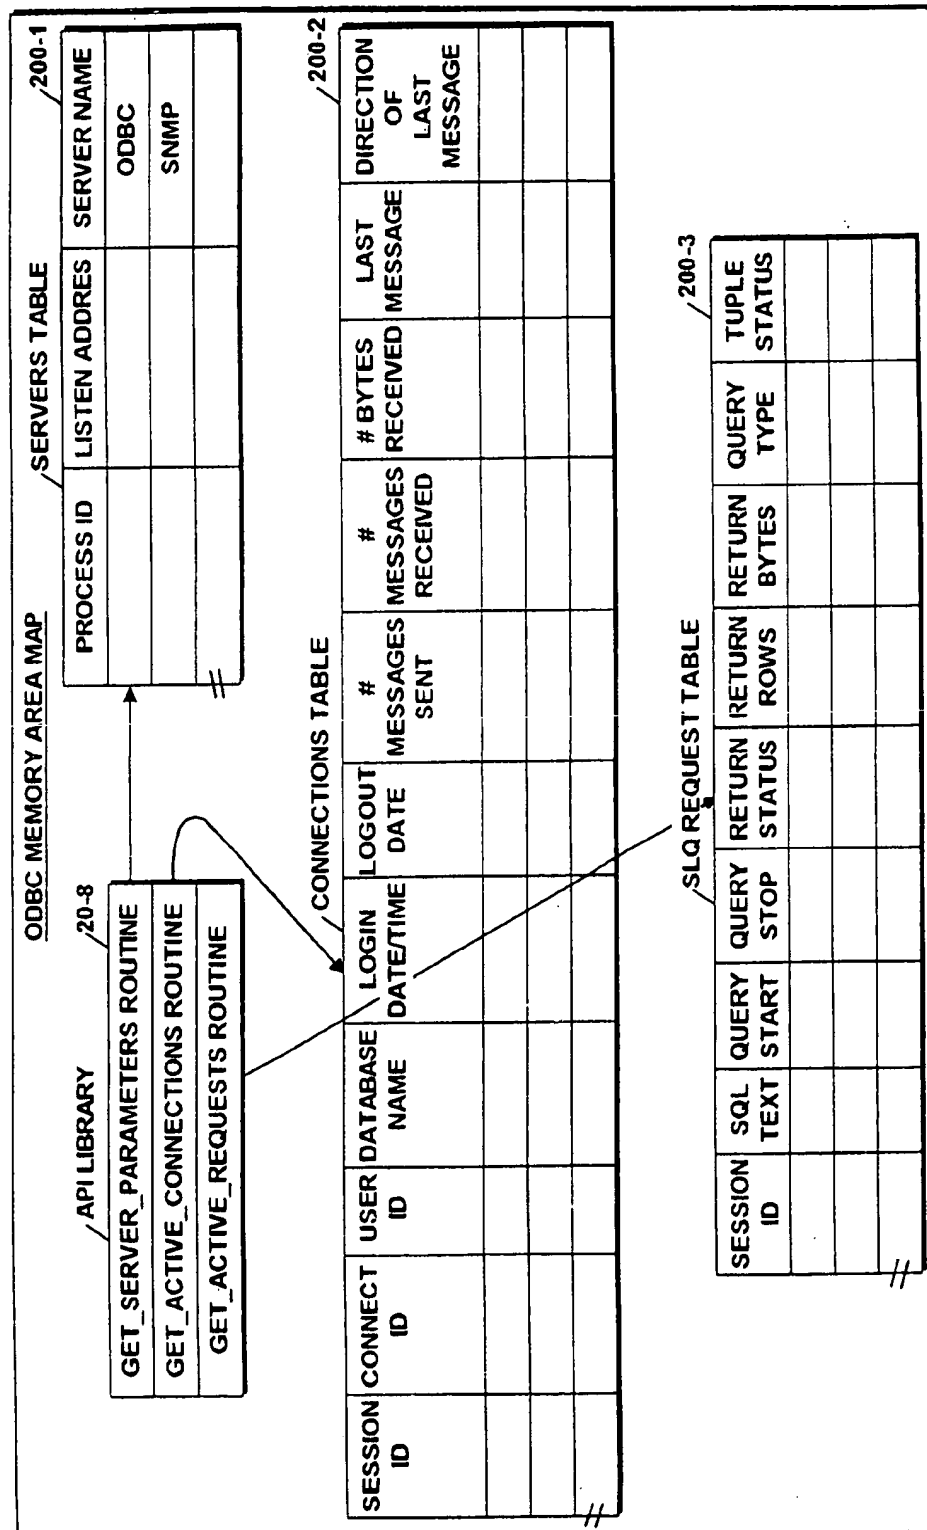 ODBC MEMORY AREA MAP
API LIBRARY
20-8
GET_SERVER_PARAMETERS ROUTINE
GET_ACTIVE_CONNECTIONS ROUTINE
GET_ACTIVE_REQUESTS ROUTINE
SERVERS TABLE
200-1
PROCESS ID
LISTEN ADDRES
SERVER NAME
ODBC
SNMP
CONNECTIONS TABLE
200-2
SESSION
ID
CONNECT
ID
USER
ID
DATABASE
NAME
LOGIN
DATE/TIME
LOGOUT
DATE
#
MESSAGES
SENT
#
MESSAGES
RECEIVED
# BYTES
RECEIVED
LAST
MESSAGE
DIRECTION
OF
LAST
MESSAGE
SLQ REQUEST TABLE
200-3
SESSION
ID
SQL
TEXT
QUERY
START
QUERY
STOP
RETURN
STATUS
RETURN
ROWS
RETURN
BYTES
QUERY
TYPE
TUPLE
STATUS